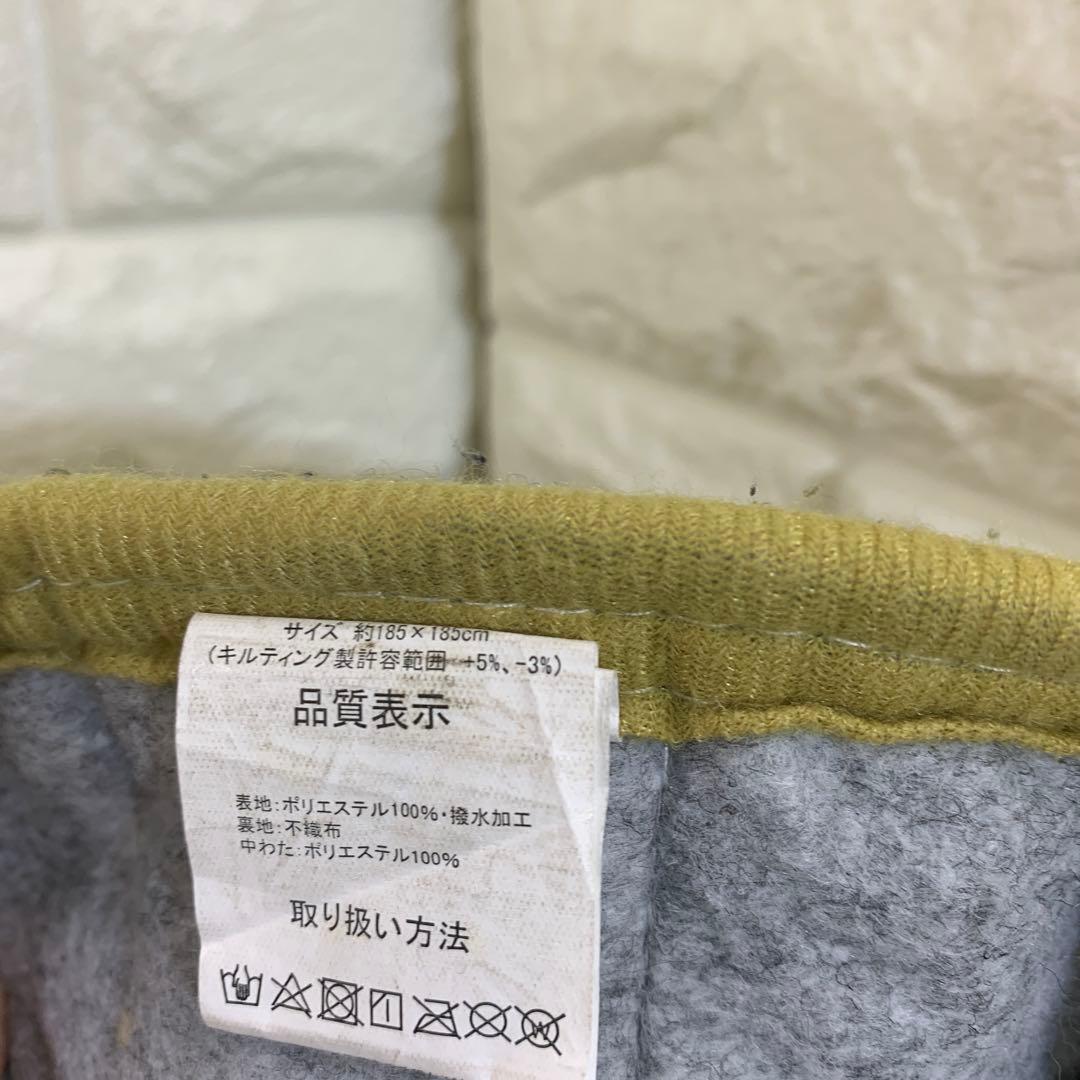 サイズ 約185×185cm
(キルティング製許容範囲 +5%、-3%)
品質表示
表地:ポリエステル100%・撥水加工
裏地:不織布
中わた:ポリエステル100%
取り扱い方法
W